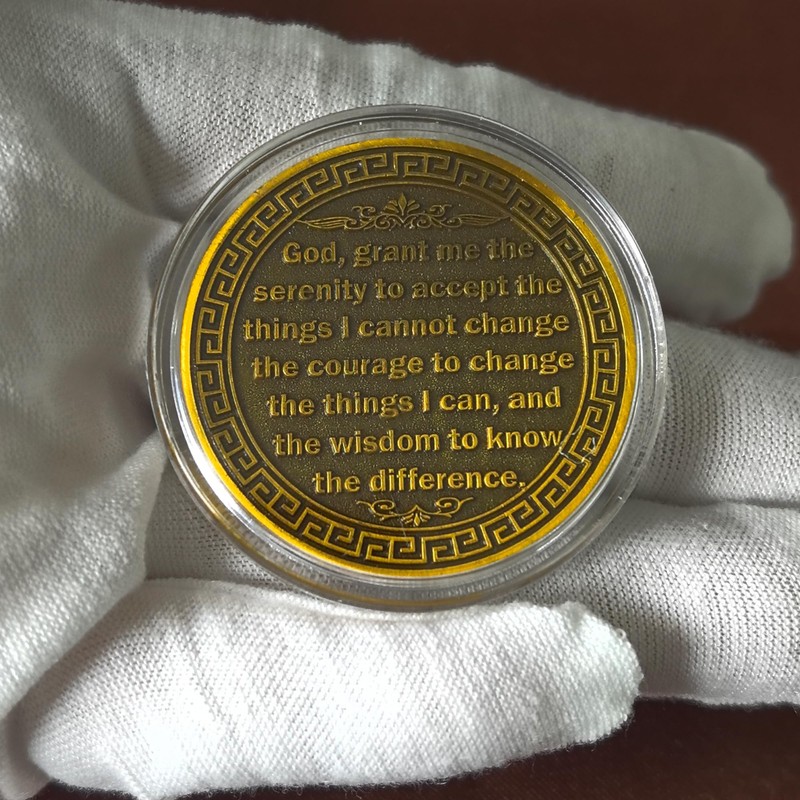 God, grant me the
serenity to accept the
things I cannot change
the courage to change
the things I can, and
the wisdom to know
the difference.